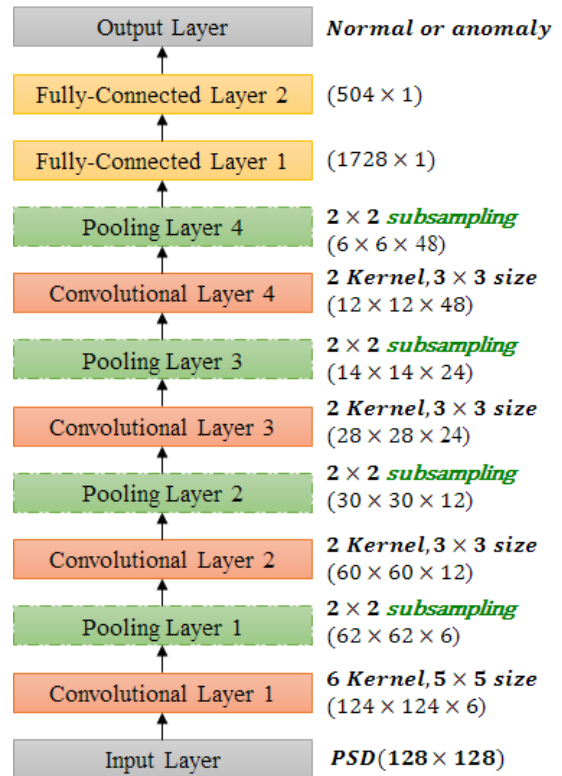 Output Layer
Normal or anomaly
Fully-Connected Layer 2
(504 × 1)
Fully-Connected Layer 1
(1728 × 1)
Pooling Layer 4
2 × 2 subsampling
(6 × 6 × 48)
Convolutional Layer 4
2 Kernel, 3 × 3 size
(12 × 12 × 48)
Pooling Layer 3
2 × 2 subsampling
(14 × 14 × 24)
Convolutional Layer 3
2 Kernel, 3 × 3 size
(28 × 28 × 24)
Pooling Layer 2
2 × 2 subsampling
(30 × 30 × 12)
Convolutional Layer 2
2 Kernel, 3 × 3 size
(60 × 60 × 12)
Pooling Layer 1
2 × 2 subsampling
(62 × 62 × 6)
Convolutional Layer 1
6 Kernel, 5 × 5 size
(124 × 124 × 6)
Input Layer
PSD(128 × 128)